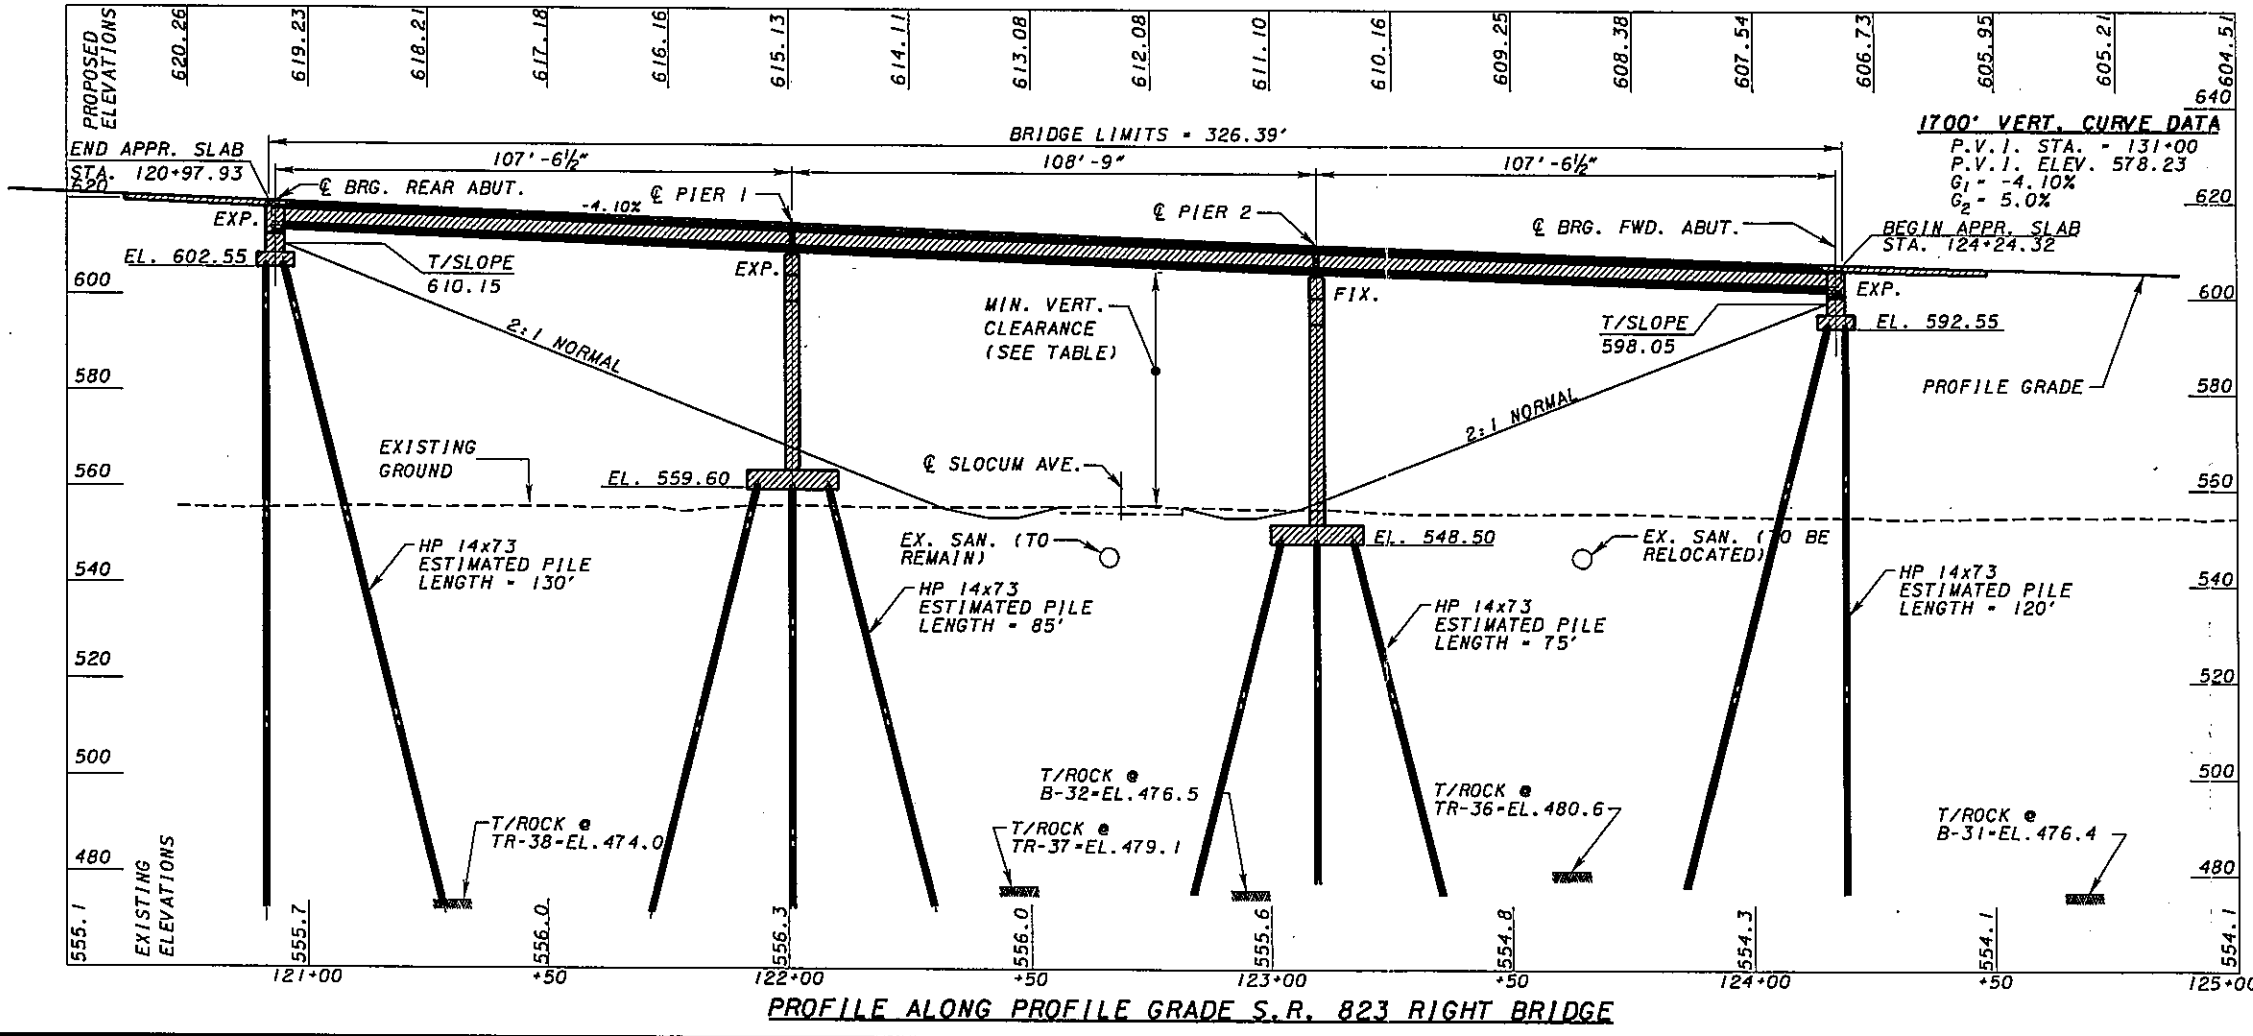 PROPOSED
ELEVATIONS
620.26
619.23
618.21
617.18
616.16
615.13
614.11
613.08
612.08
611.10
610.16
609.25
608.38
607.54
606.73
605.95
605.21
604.51
640
1700' VERT. CURVE DATA
P.V.I. STA. = 131+00
P.V.I. ELEV. 578.23
G1 = -4.10%
G2 = 5.0%
BRIDGE LIMITS = 326.39'
107'-6½"
108'-9"
107'-6½"
END APPR. SLAB
STA. 120+97.93
620
℄ BRG. REAR ABUT.
-4.10%
℄ PIER 1
℄ PIER 2
℄ BRG. FWD. ABUT.
620
BEGIN APPR. SLAB
STA. 124+24.32
EXP.
EL. 602.55
T/SLOPE
610.15
EXP.
FIX.
EXP.
600
600
MIN. VERT.
CLEARANCE
(SEE TABLE)
T/SLOPE
598.05
EL. 592.55
2:1 NORMAL
2:1 NORMAL
PROFILE GRADE
580
580
EXISTING
GROUND
℄ SLOCUM AVE.
560
EL. 559.60
560
EX. SAN. (TO
REMAIN)
EL. 548.50
EX. SAN. (TO BE
RELOCATED)
HP 14x73
ESTIMATED PILE
LENGTH = 130'
HP 14x73
ESTIMATED PILE
LENGTH = 85'
HP 14x73
ESTIMATED PILE
LENGTH = 75'
HP 14x73
ESTIMATED PILE
LENGTH = 120'
540
540
520
520
500
500
T/ROCK @
TR-38=EL.474.0
T/ROCK @
B-32=EL.476.5
T/ROCK @
TR-37=EL.479.1
T/ROCK @
TR-36=EL.480.6
T/ROCK @
B-31=EL.476.4
480
480
EXISTING
ELEVATIONS
555.1
555.7
556.0
556.3
556.0
555.6
554.8
554.3
554.1
554.1
121+00
+50
122+00
+50
123+00
+50
124+00
+50
125+00
PROFILE ALONG PROFILE GRADE S.R. 823 RIGHT BRIDGE